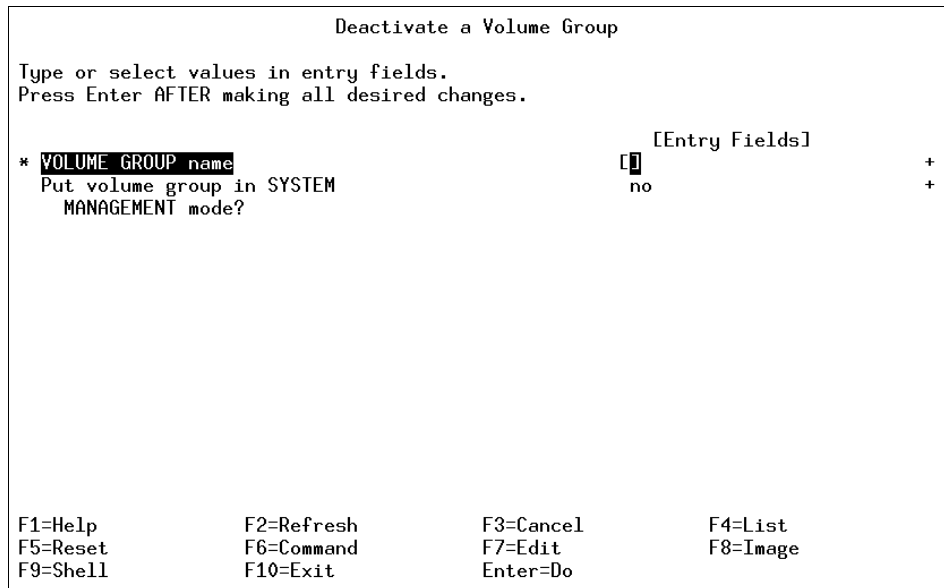 Deactivate a Volume Group
Type or select values in entry fields.
Press Enter AFTER making all desired changes.
[Entry Fields]
* VOLUME GROUP name [] +
Put volume group in SYSTEM no +
MANAGEMENT mode?
F1=Help F2=Refresh F3=Cancel F4=List
F5=Reset F6=Command F7=Edit F8=Image
F9=Shell F10=Exit Enter=Do